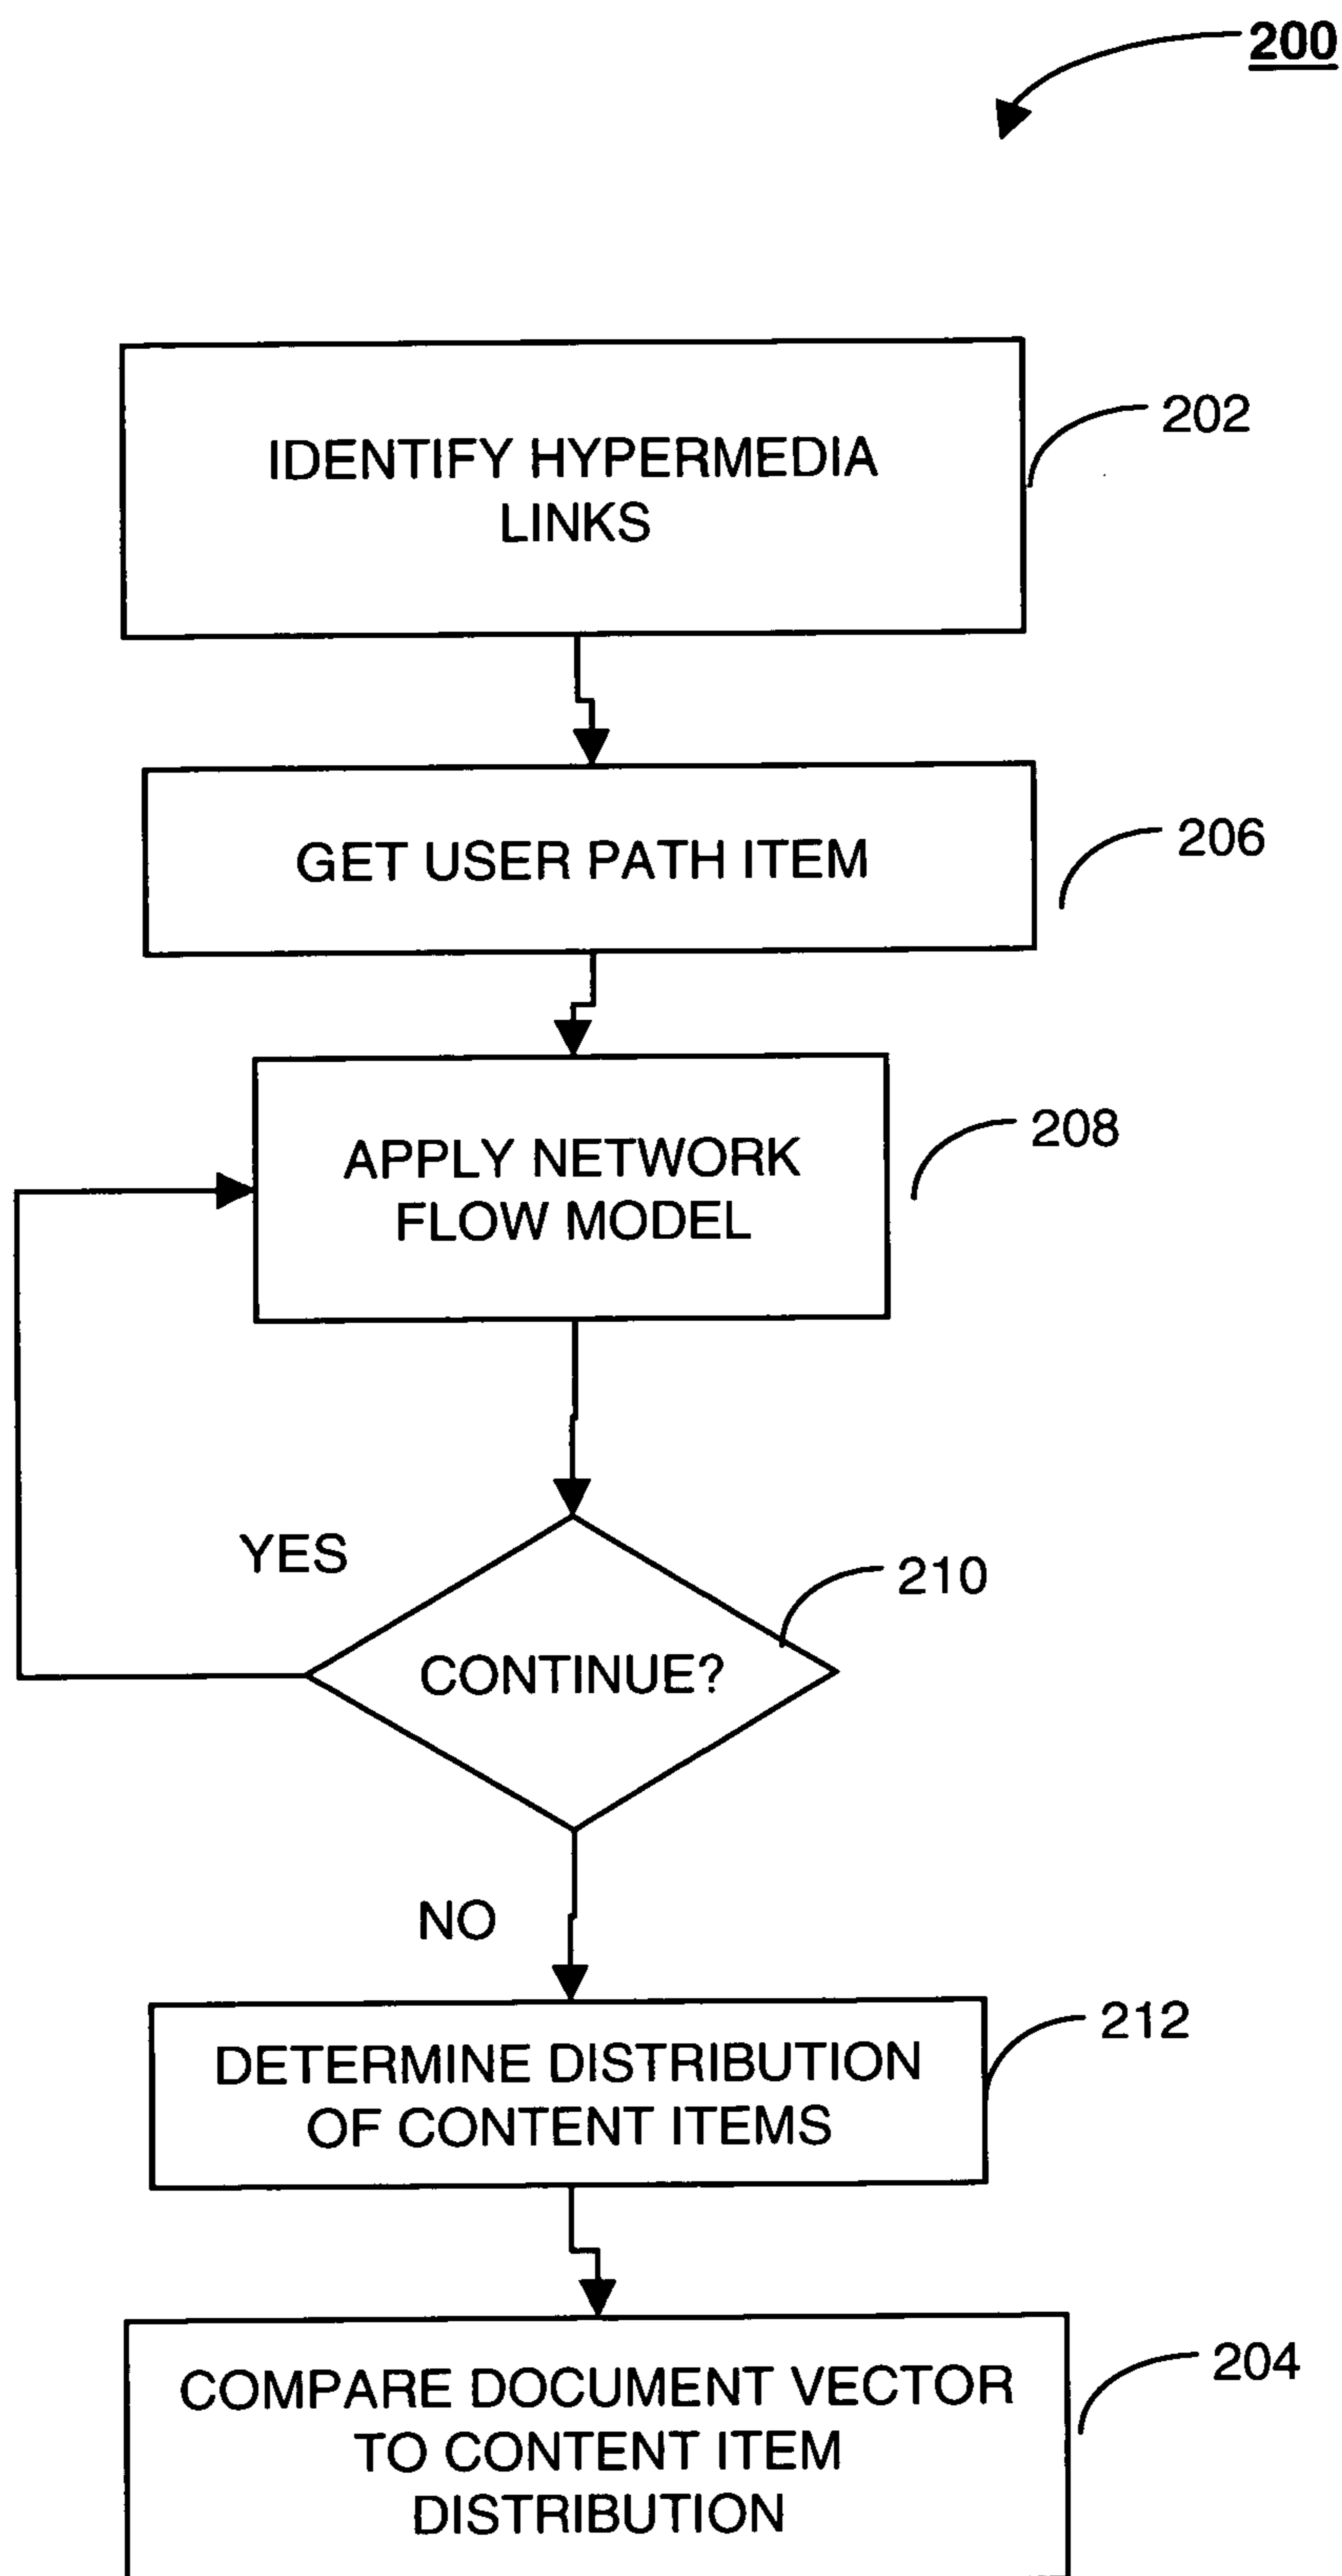 200
IDENTIFY HYPERMEDIA
LINKS
202
GET USER PATH ITEM
206
APPLY NETWORK
FLOW MODEL
208
YES
CONTINUE?
210
NO
DETERMINE DISTRIBUTION
OF CONTENT ITEMS
212
COMPARE DOCUMENT VECTOR
TO CONTENT ITEM
DISTRIBUTION
204